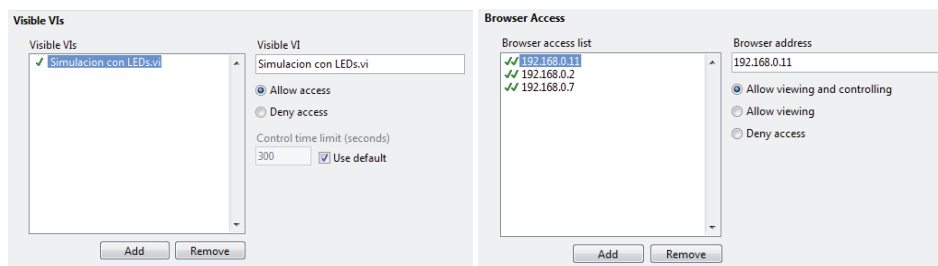 Visible VIs
Visible VIs
Simulacion con LEDs.vi
Visible VI
Simulacion con LEDs.vi
Allow access
Deny access
Control time limit (seconds)
300
Use default
Add
Remove
Browser Access
Browser access list
192.168.0.11
192.168.0.2
192.168.0.7
Browser address
192.168.0.11
Allow viewing and controlling
Allow viewing
Deny access
Add
Remove